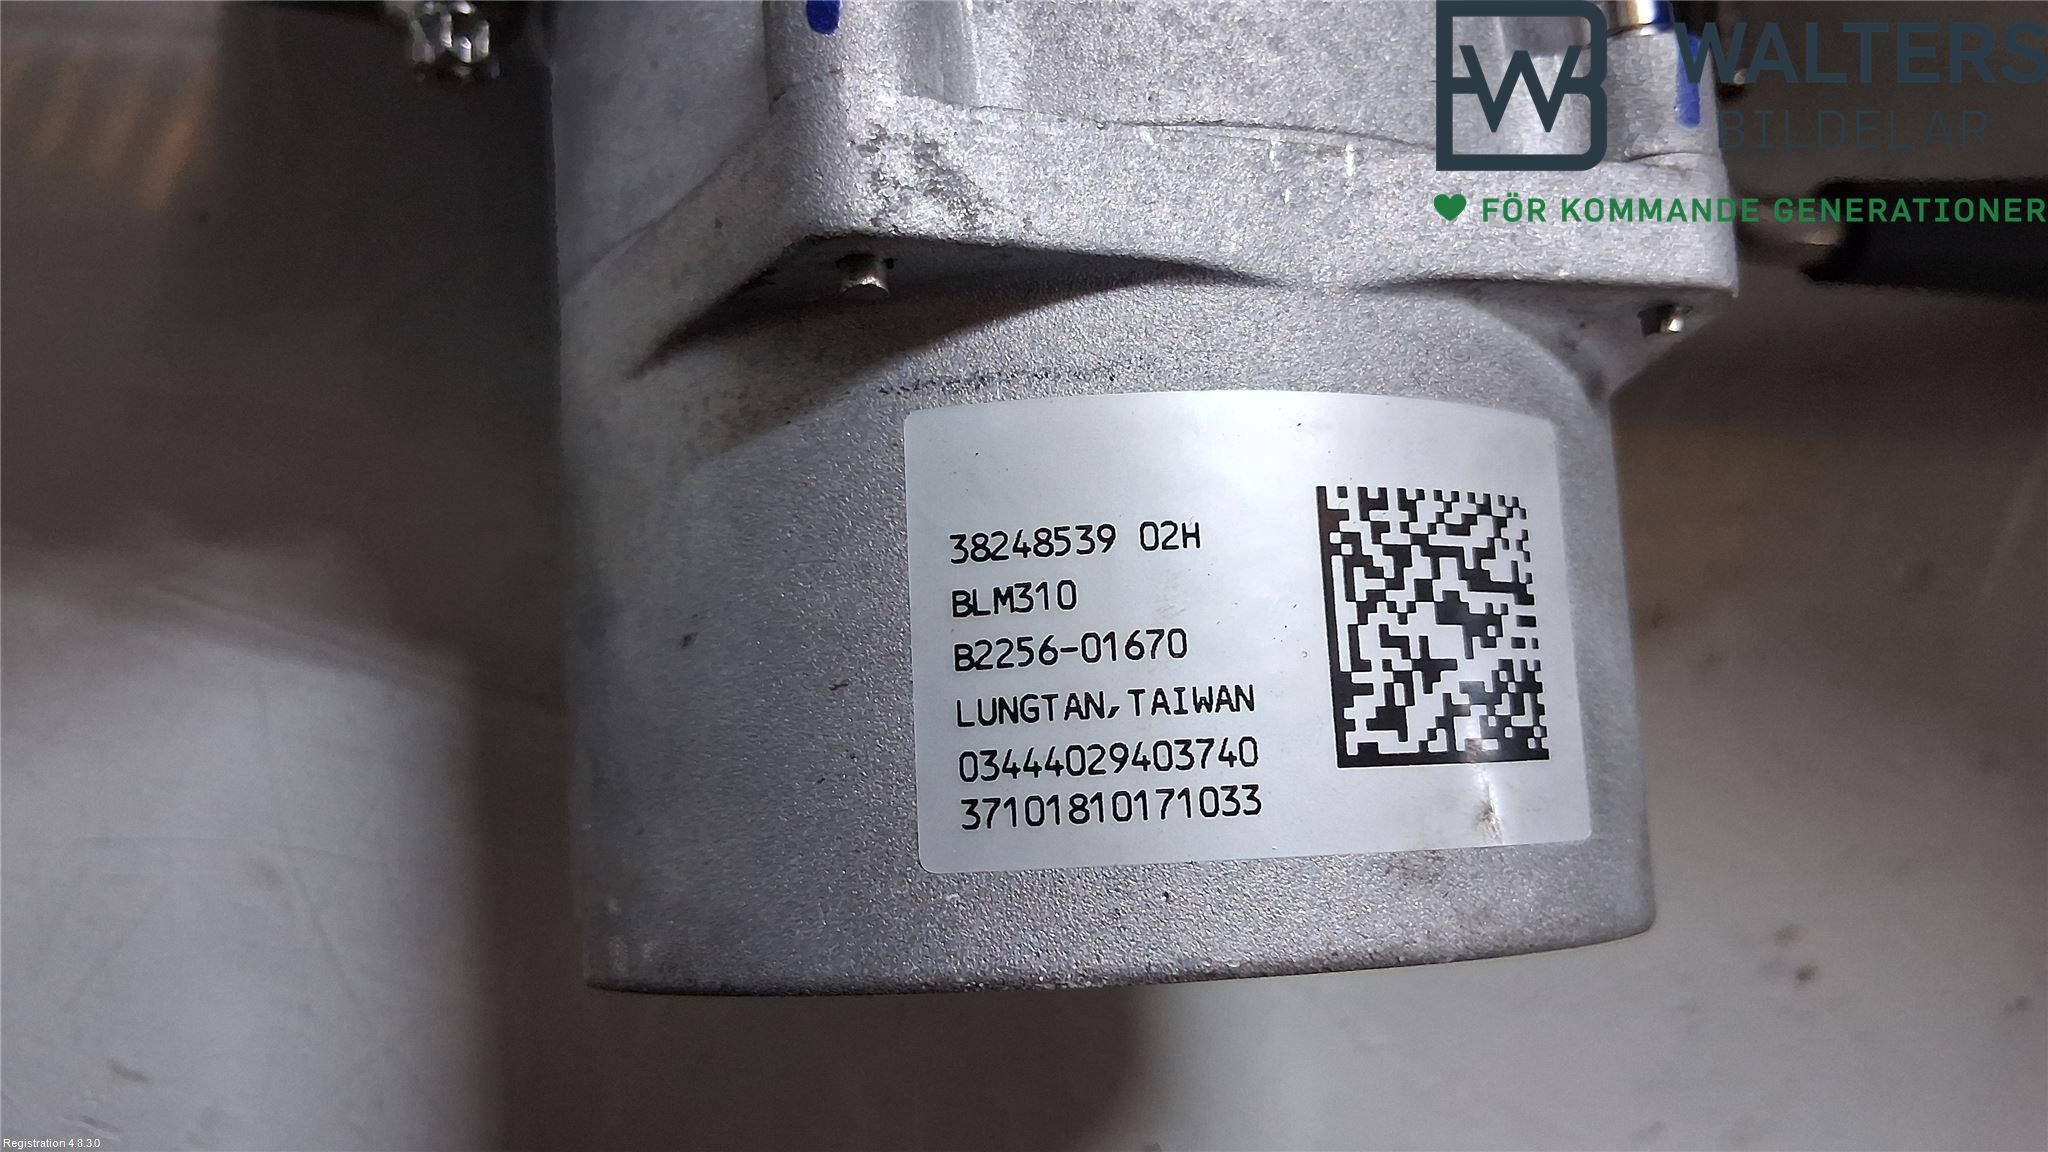 WALTERS
BILDELAR
FÖR KOMMANDE GENERATIONER
38248539 02H
BLM310
B2256-01670
LUNGTAN, TAIWAN
03444029403740
37101810171033
Registration 4.8.3.0